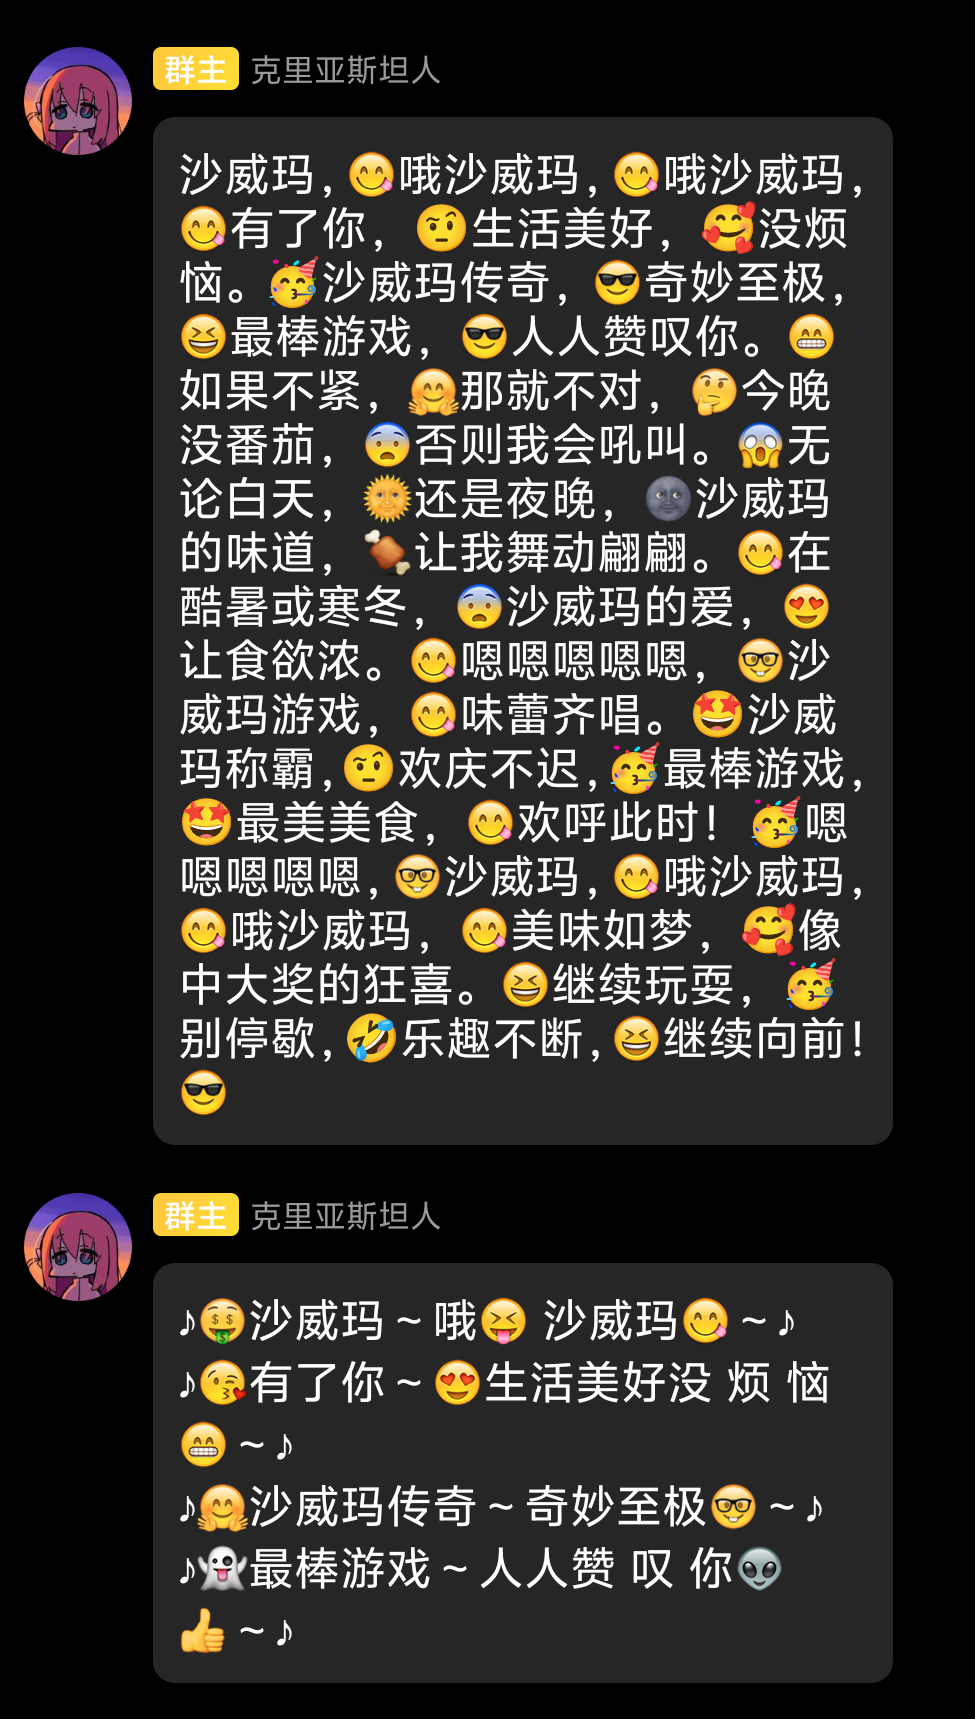 群主 克里亚斯坦人
沙威玛,😋哦沙威玛,😋哦沙威玛,
😋有了你，🤨生活美好，🥰没烦
恼。🥳沙威玛传奇，😎奇妙至极，
😆最棒游戏，😎人人赞叹你。😁
如果不紧，🤗那就不对，🤔今晚
没番茄，😨否则我会吼叫。😱无
论白天，🌞还是夜晚，🌚沙威玛
的味道，🍖让我舞动翩翩。😋在
酷暑或寒冬，😨沙威玛的爱，😍
让食欲浓。😋嗯嗯嗯嗯嗯，🤓沙
威玛游戏，😋味蕾齐唱。🤩沙威
玛称霸,🤨欢庆不迟,🥳最棒游戏,
🤩最美美食，😋欢呼此时！🥳嗯
嗯嗯嗯嗯,🤓沙威玛,😋哦沙威玛,
😋哦沙威玛，😋美味如梦，🥰像
中大奖的狂喜。😆继续玩耍，🥳
别停歇,🤣乐趣不断,😆继续向前!
😎
群主 克里亚斯坦人
♪🤑沙威玛～哦😝 沙威玛😋～♪
♪😘有了你～😍生活美好没 烦 恼
😁～♪
♪🤗沙威玛传奇～奇妙至极🤓～♪
♪👻最棒游戏～人人赞 叹 你👽
👍～♪